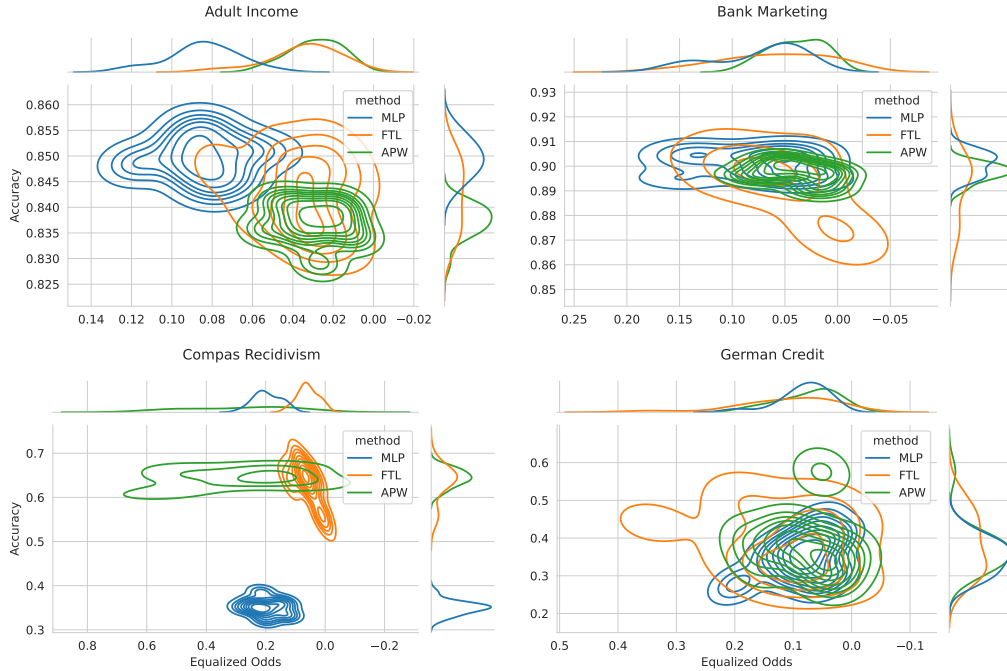 Adult Income
0.860
0.855
0.850
0.845
0.840
0.835
0.830
0.825
Accuracy
method
MLP
FTL
APW
0.14 0.12 0.10 0.08 0.06 0.04 0.02 0.00 −0.02
Bank Marketing
0.93
0.92
0.91
0.90
0.89
0.88
0.87
0.86
0.85
method
MLP
FTL
APW
0.25 0.20 0.15 0.10 0.05 0.00 −0.05
Compas Recidivism
0.7
0.6
0.5
0.4
0.3
Accuracy
method
MLP
FTL
APW
0.8 0.6 0.4 0.2 0.0 −0.2
Equalized Odds
German Credit
0.6
0.5
0.4
0.3
0.2
method
MLP
FTL
APW
0.5 0.4 0.3 0.2 0.1 0.0 −0.1
Equalized Odds